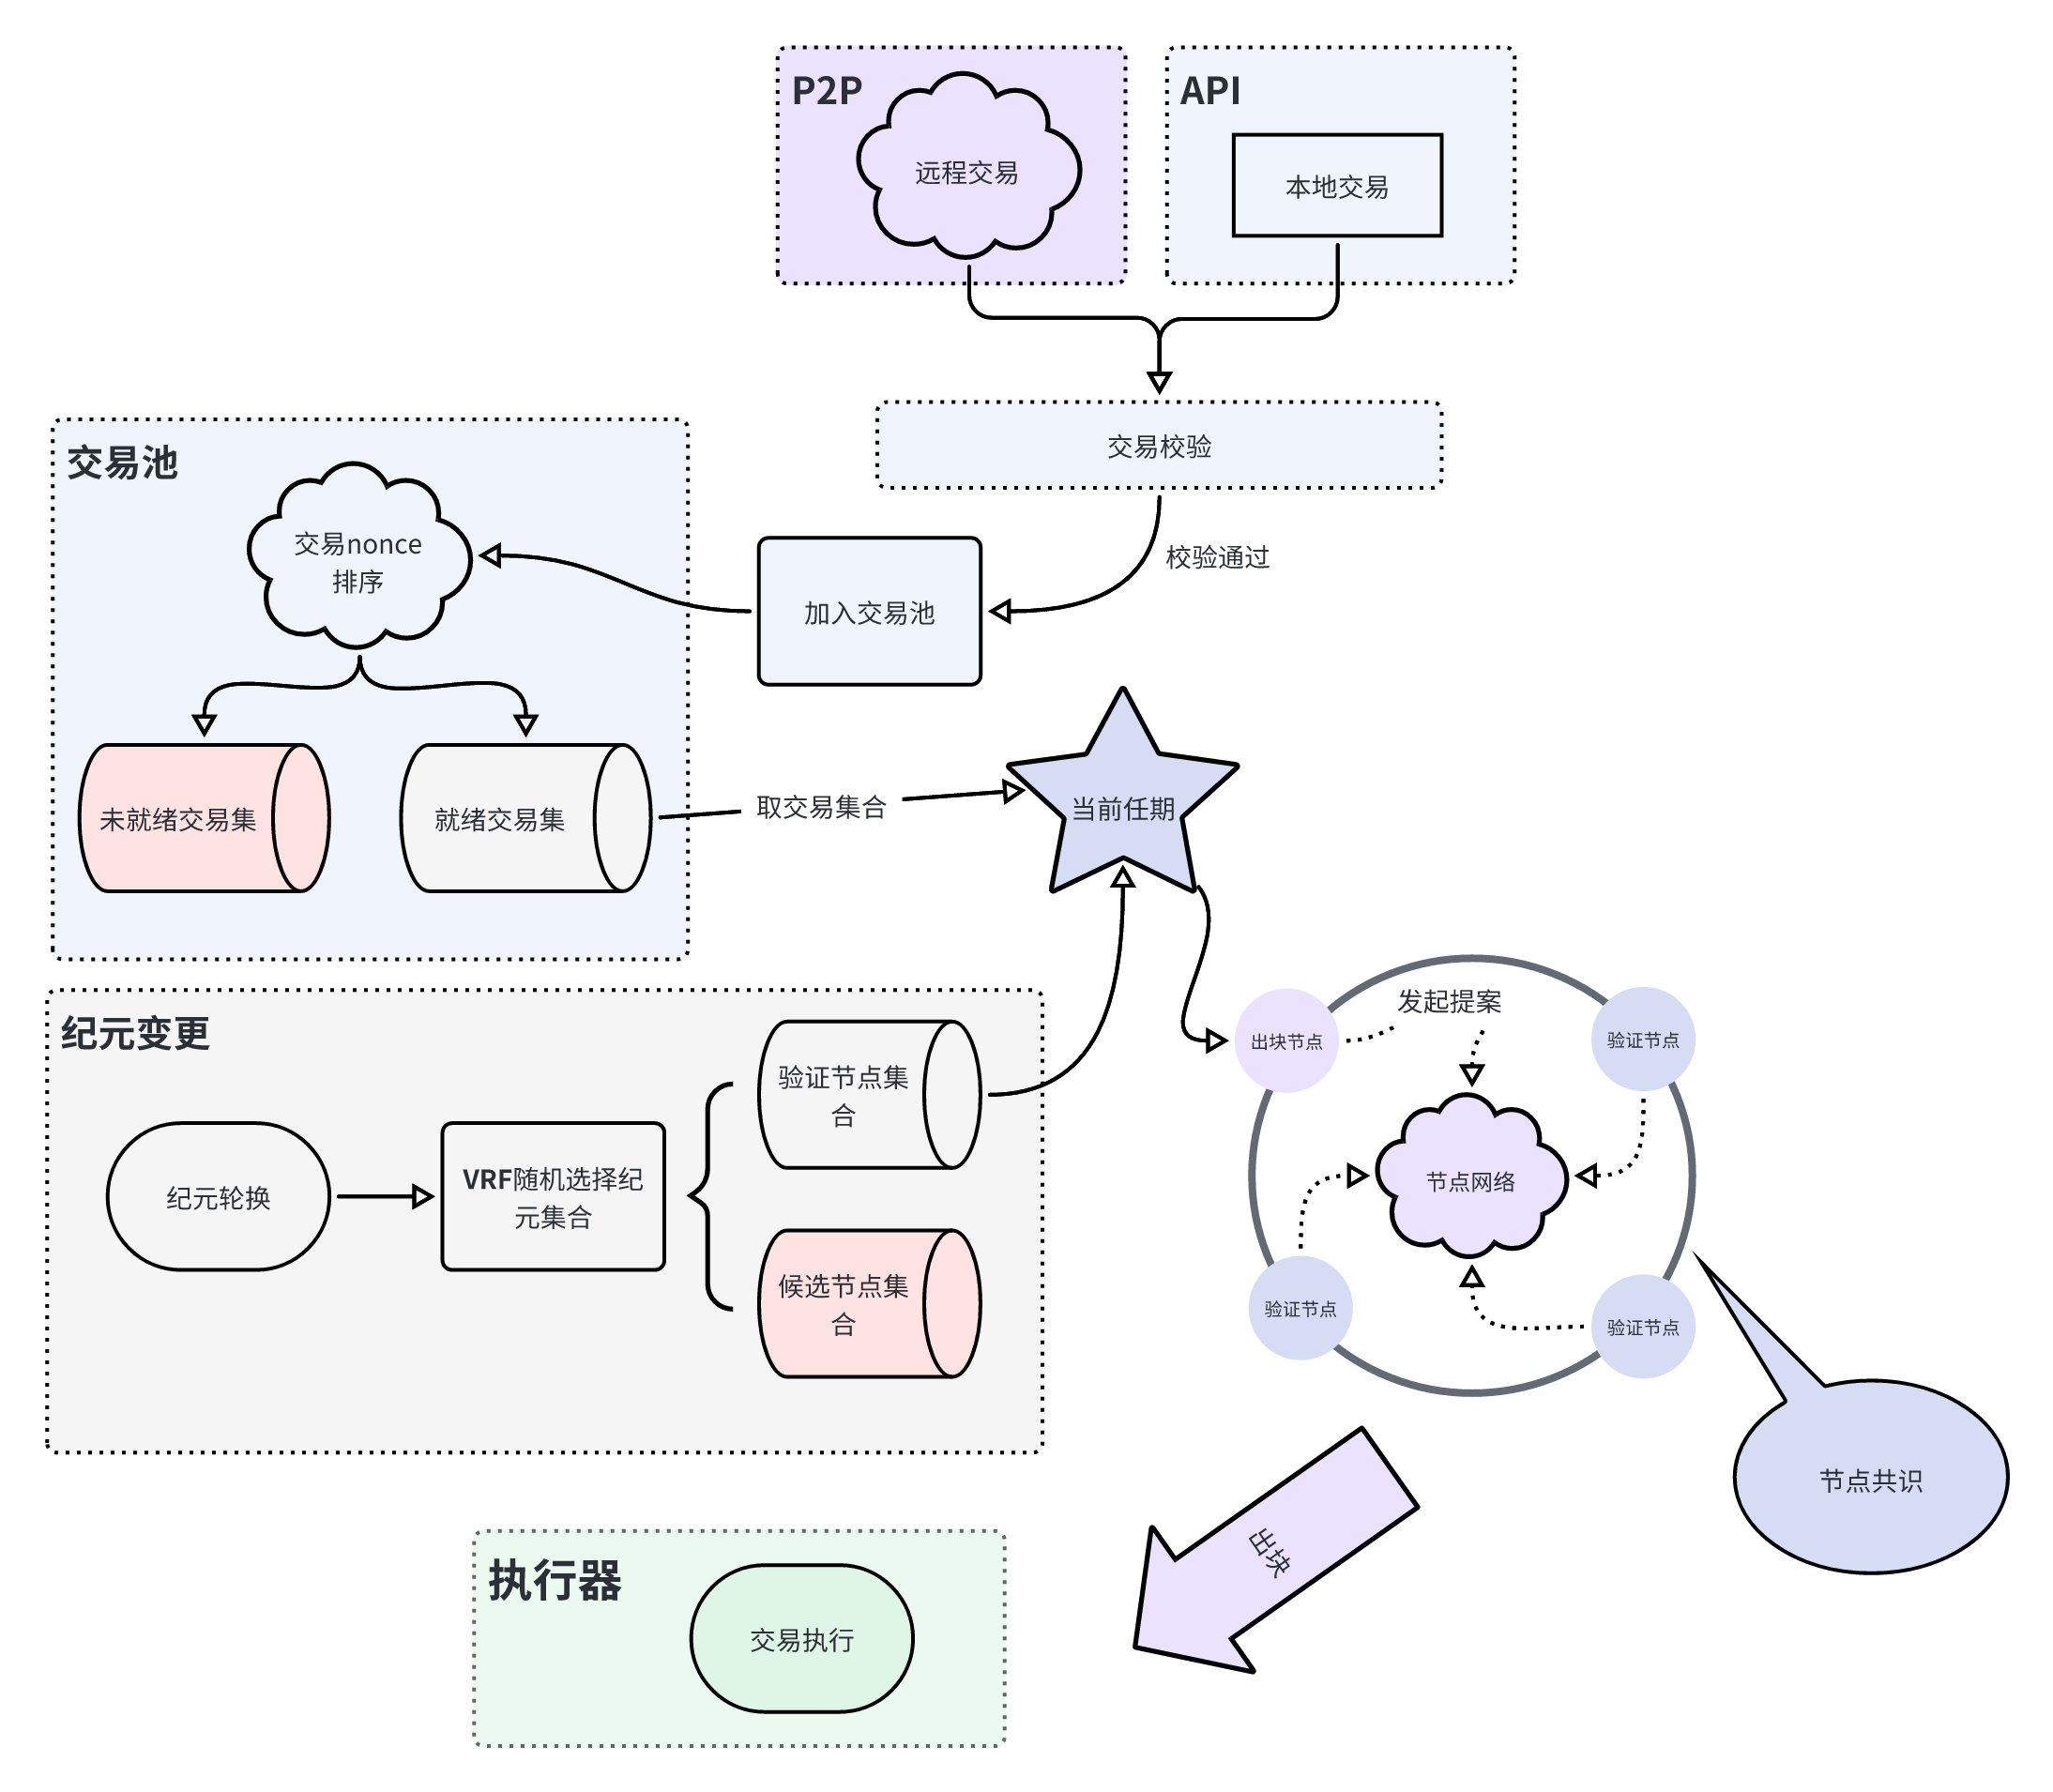 P2P
远程交易
API
本地交易
交易校验
校验通过
加入交易池
交易池
交易nonce
排序
未就绪交易集
就绪交易集
取交易集合
当前任期
纪元变更
纪元轮换
VRF随机选择纪
元集合
验证节点集
合
候选节点集
合
发起提案
出块节点
验证节点
节点网络
验证节点
验证节点
节点共识
出块
执行器
交易执行